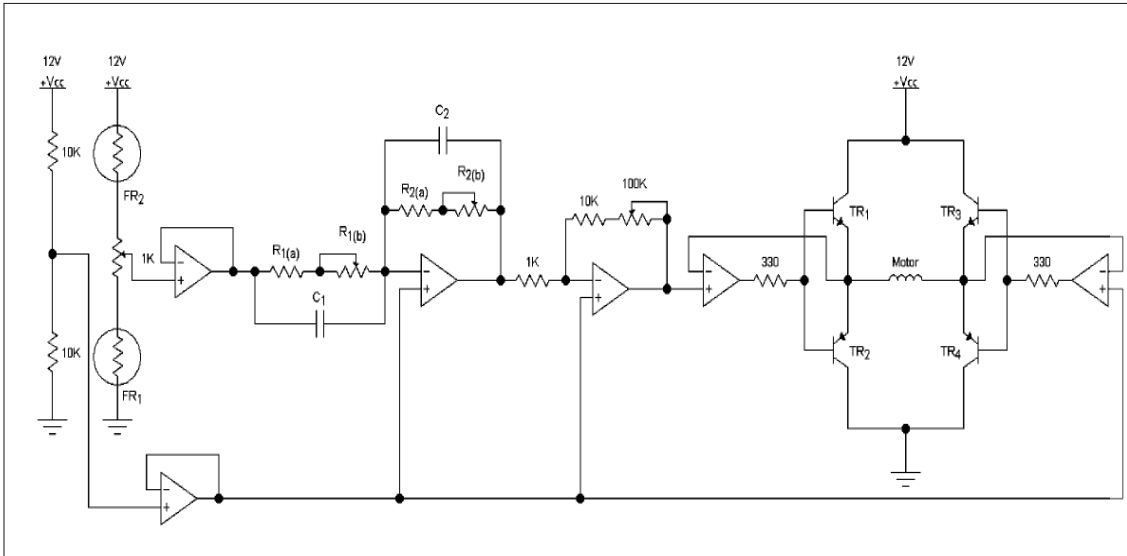 12V
+Vcc
12V
+Vcc
12V
+Vcc
10K
FR2
1K
10K
FR1
R1(a)
R1(b)
C1
C2
R2(a)
R2(b)
1K
10K
100K
330
TR1
TR2
Motor
TR3
TR4
330
-
+
-
+
-
+
-
+
-
+
-
+